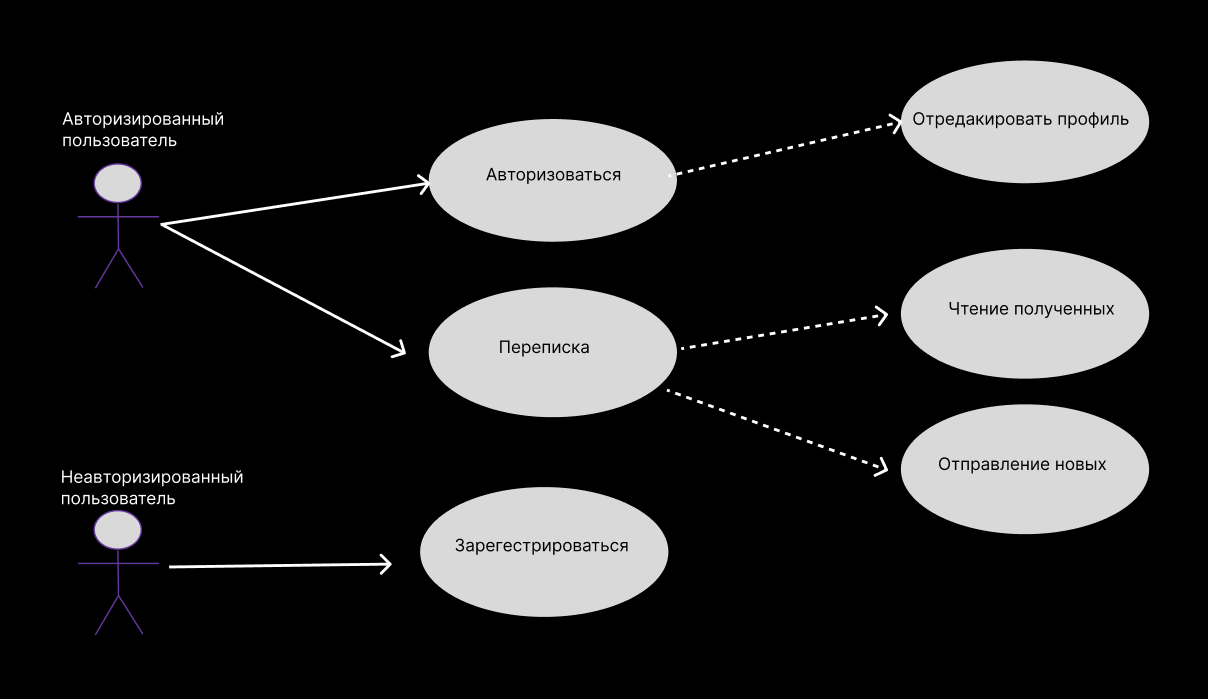 Авторизированный
пользователь
Авторизоваться
Отредакировать профиль
Переписка
Чтение полученных
Отправление новых
Неавторизированный
пользователь
Зарегестрироваться